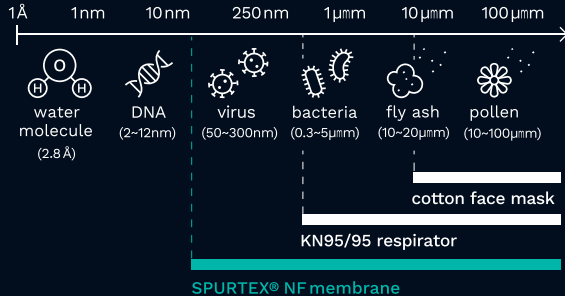 1Å 1nm 10nm 250nm 1μmm 10μmm 100μmm
O
H H
water molecule
(2.8Å)
DNA
(2~12nm)
virus
(50~300nm)
bacteria
(0.3~5μmm)
fly ash
(10~20μmm)
pollen
(10~100μmm)
cotton face mask
KN95/95 respirator
SPURTEX® NF membrane